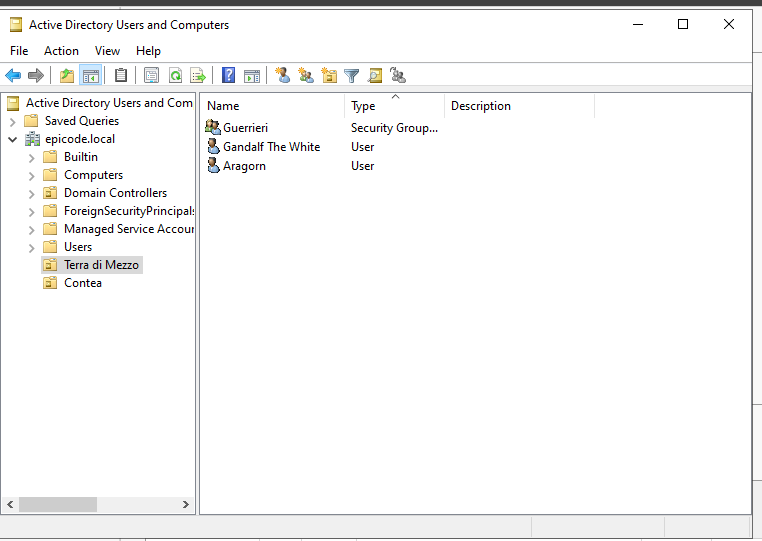 Active Directory Users and Computers
File Action View Help
Active Directory Users and Com
Saved Queries
epicode.local
Builtin
Computers
Domain Controllers
ForeignSecurityPrincipals
Managed Service Accour
Users
Terra di Mezzo
Contea
Name Type Description
Guerrieri Security Group...
Gandalf The White User
Aragorn User